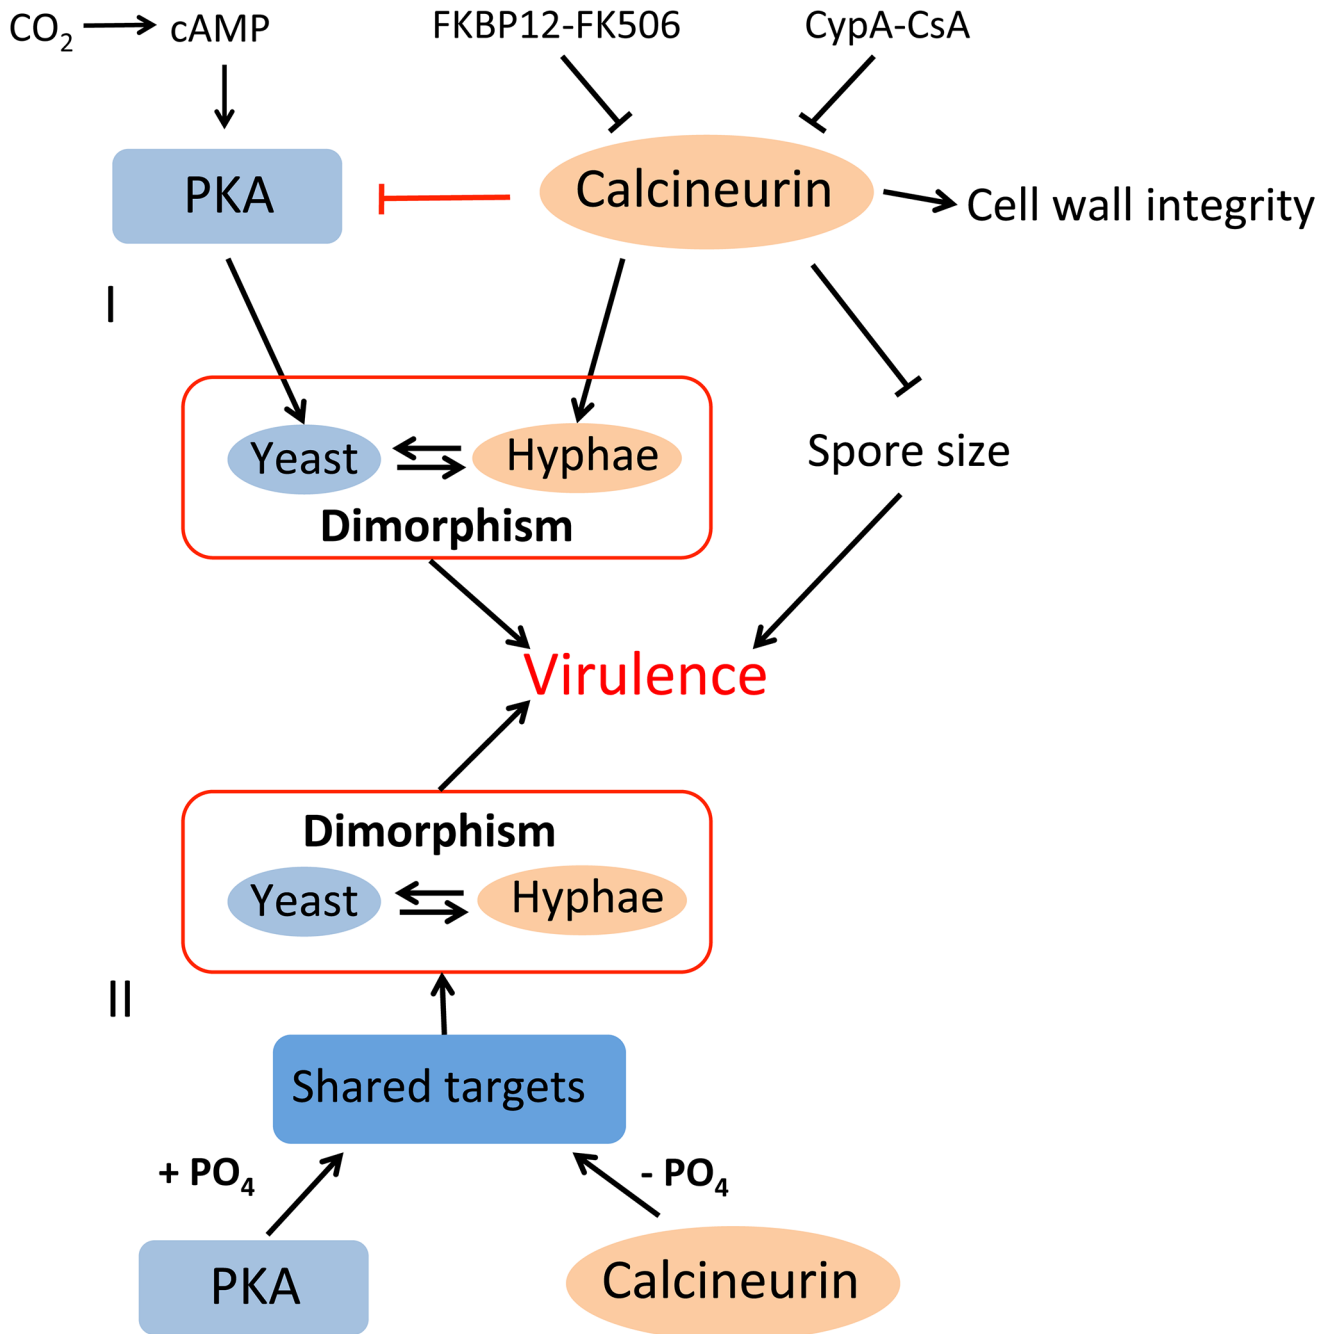 CO₂ cAMP FKBP12-FK506 CypA-CsA
PKA Calcineurin Cell wall integrity
I
Yeast Hyphae Spore size
Dimorphism
Virulence
Dimorphism
Yeast Hyphae
II
Shared targets
+ PO₄ - PO₄
PKA Calcineurin